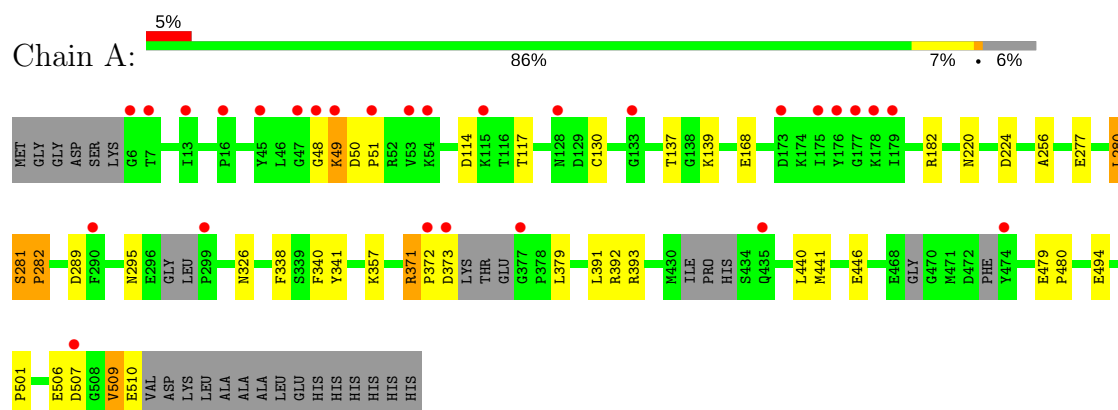 5%
Chain A:
86% 7% • 6%
MET GLY GLY ASP SER LYS G6 T7 I13 P16 Y45 L46 G47 G48 K49 D50 P51 R52 V53 K54 D114 K115 T116 T117 N128 D129 C130 G133 T137 G138 K139 E168 D173 K174 I175 Y176 G177 K178 I179 R182 N220 D224 A256 E277 L280
S281 P282 D289 F290 N295 E296 GLY LEU P299 N326 F338 S339 F340 Y341 K357 R371 P372 D373 LYS THR GLU G377 P378 L379 L391 R392 R393 M430 ILE PRO HIS S434 Q435 L440 M441 E446 E468 GLY G470 M471 D472 PHE Y474 E479 P480 E494
P501 E506 D507 G508 V509 E510 VAL ASP LYS LEU ALA ALA ALA LEU GLU HIS HIS HIS HIS HIS HIS